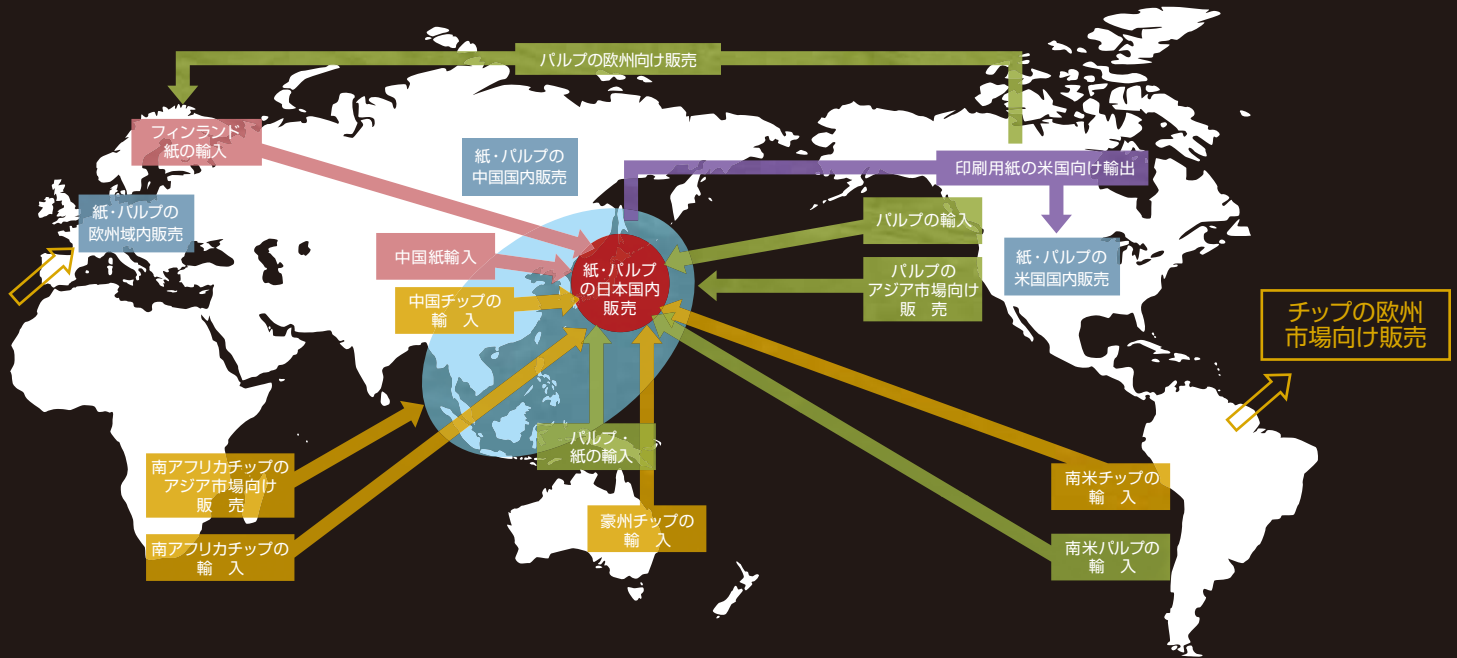 パルプの欧州向け販売
フィンランド
紙の輸入
紙・パルプの
中国国内販売
印刷用紙の米国向け輸出
紙・パルプの
欧州域内販売
パルプの輸入
中国紙輸入
紙・パルプ
の日本国内
販売
パルプの
アジア市場向け
販　売
紙・パルプの
米国国内販売
中国チップの
輸　入
チップの欧州
市場向け販売
パルプ・
紙の輸入
南アフリカチップの
アジア市場向け
販　売
南米チップの
輸　入
豪州チップの
輸　入
南アフリカチップの
輸　入
南米パルプの
輸　入